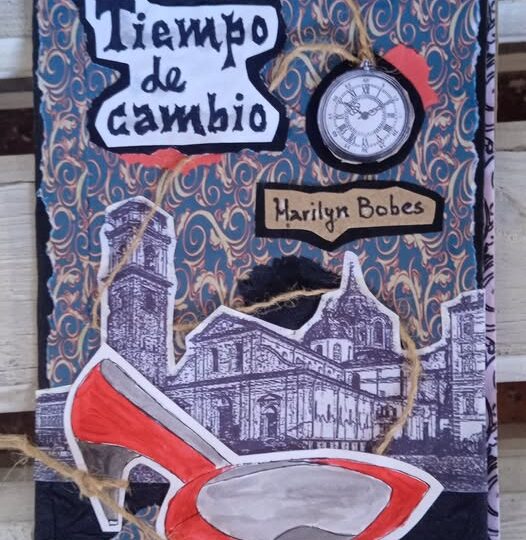 Tiempo
de
cambio
Marilyn Bobes